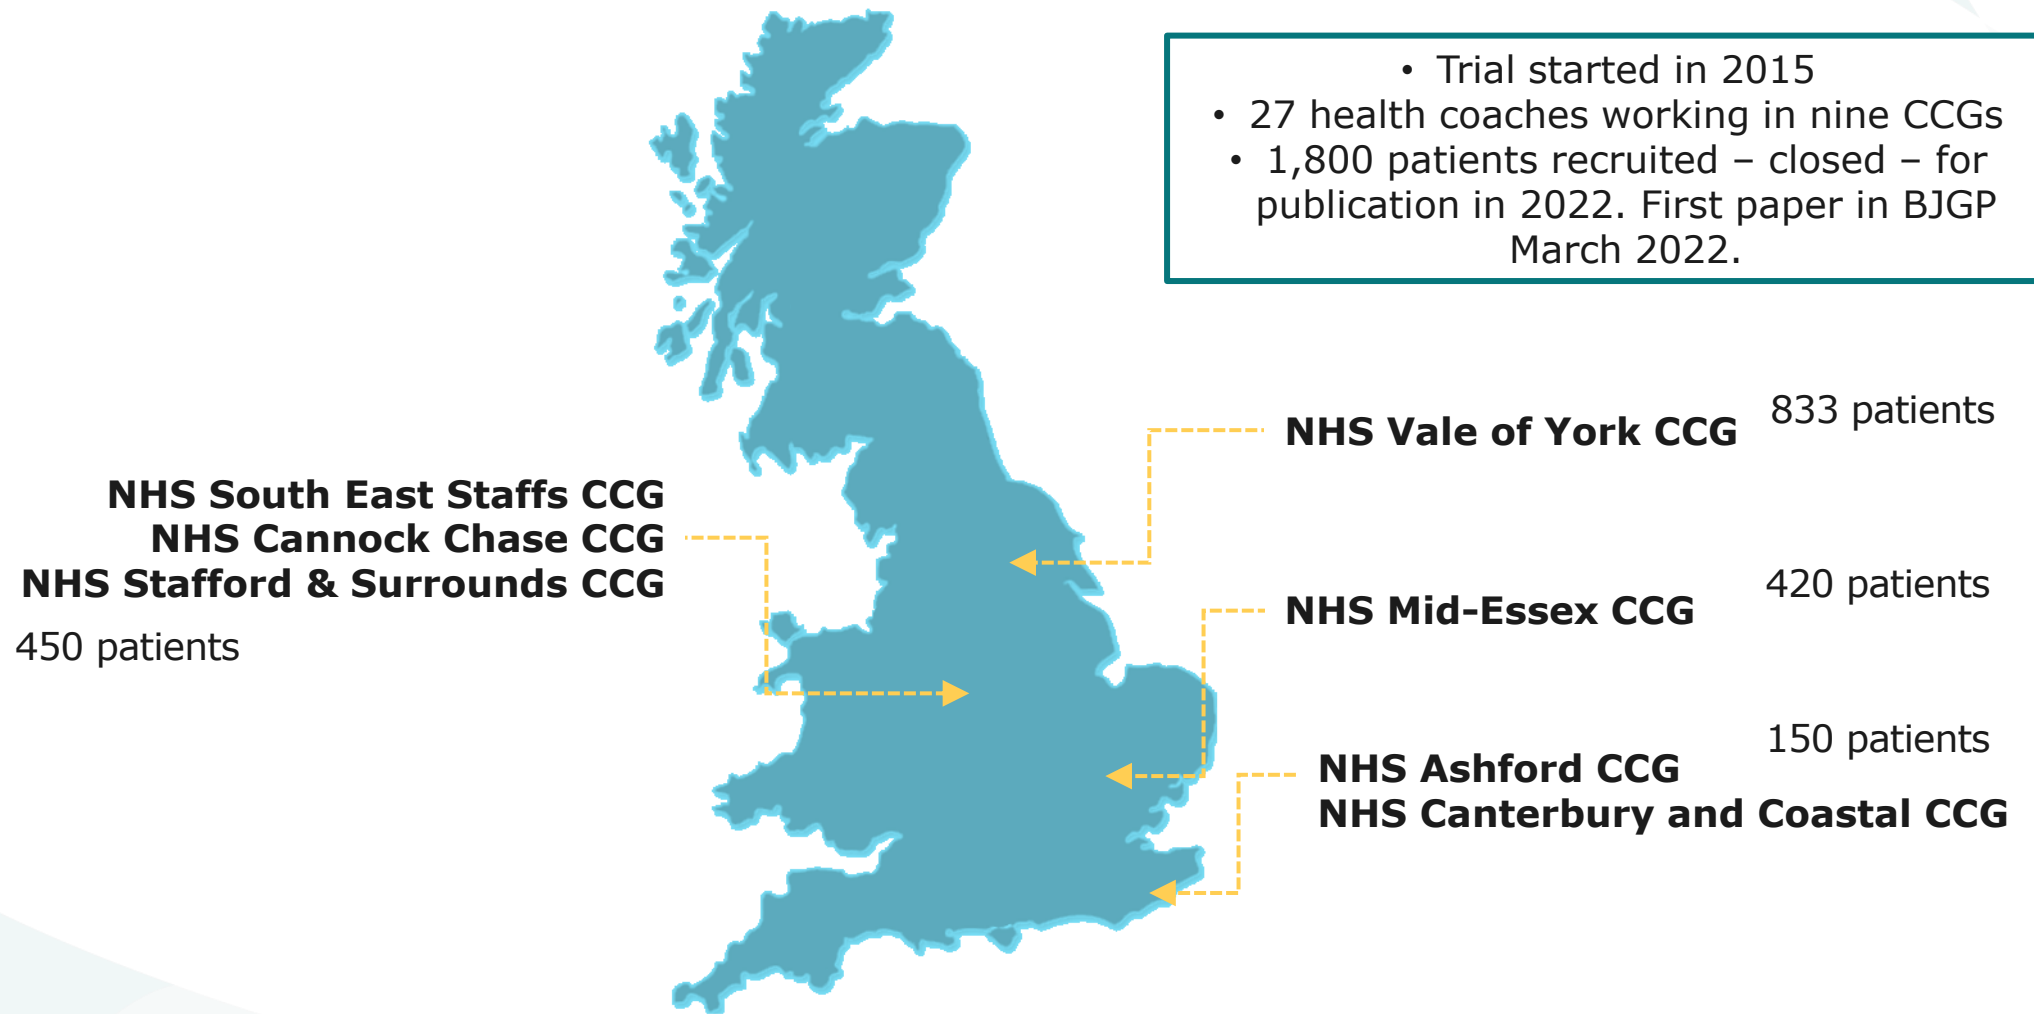 • Trial started in 2015
• 27 health coaches working in nine CCGs
• 1,800 patients recruited – closed – for
publication in 2022. First paper in BJGP
March 2022.
NHS Vale of York CCG
833 patients
NHS South East Staffs CCG
NHS Cannock Chase CCG
NHS Stafford & Surrounds CCG
450 patients
NHS Mid-Essex CCG
420 patients
150 patients
NHS Ashford CCG
NHS Canterbury and Coastal CCG